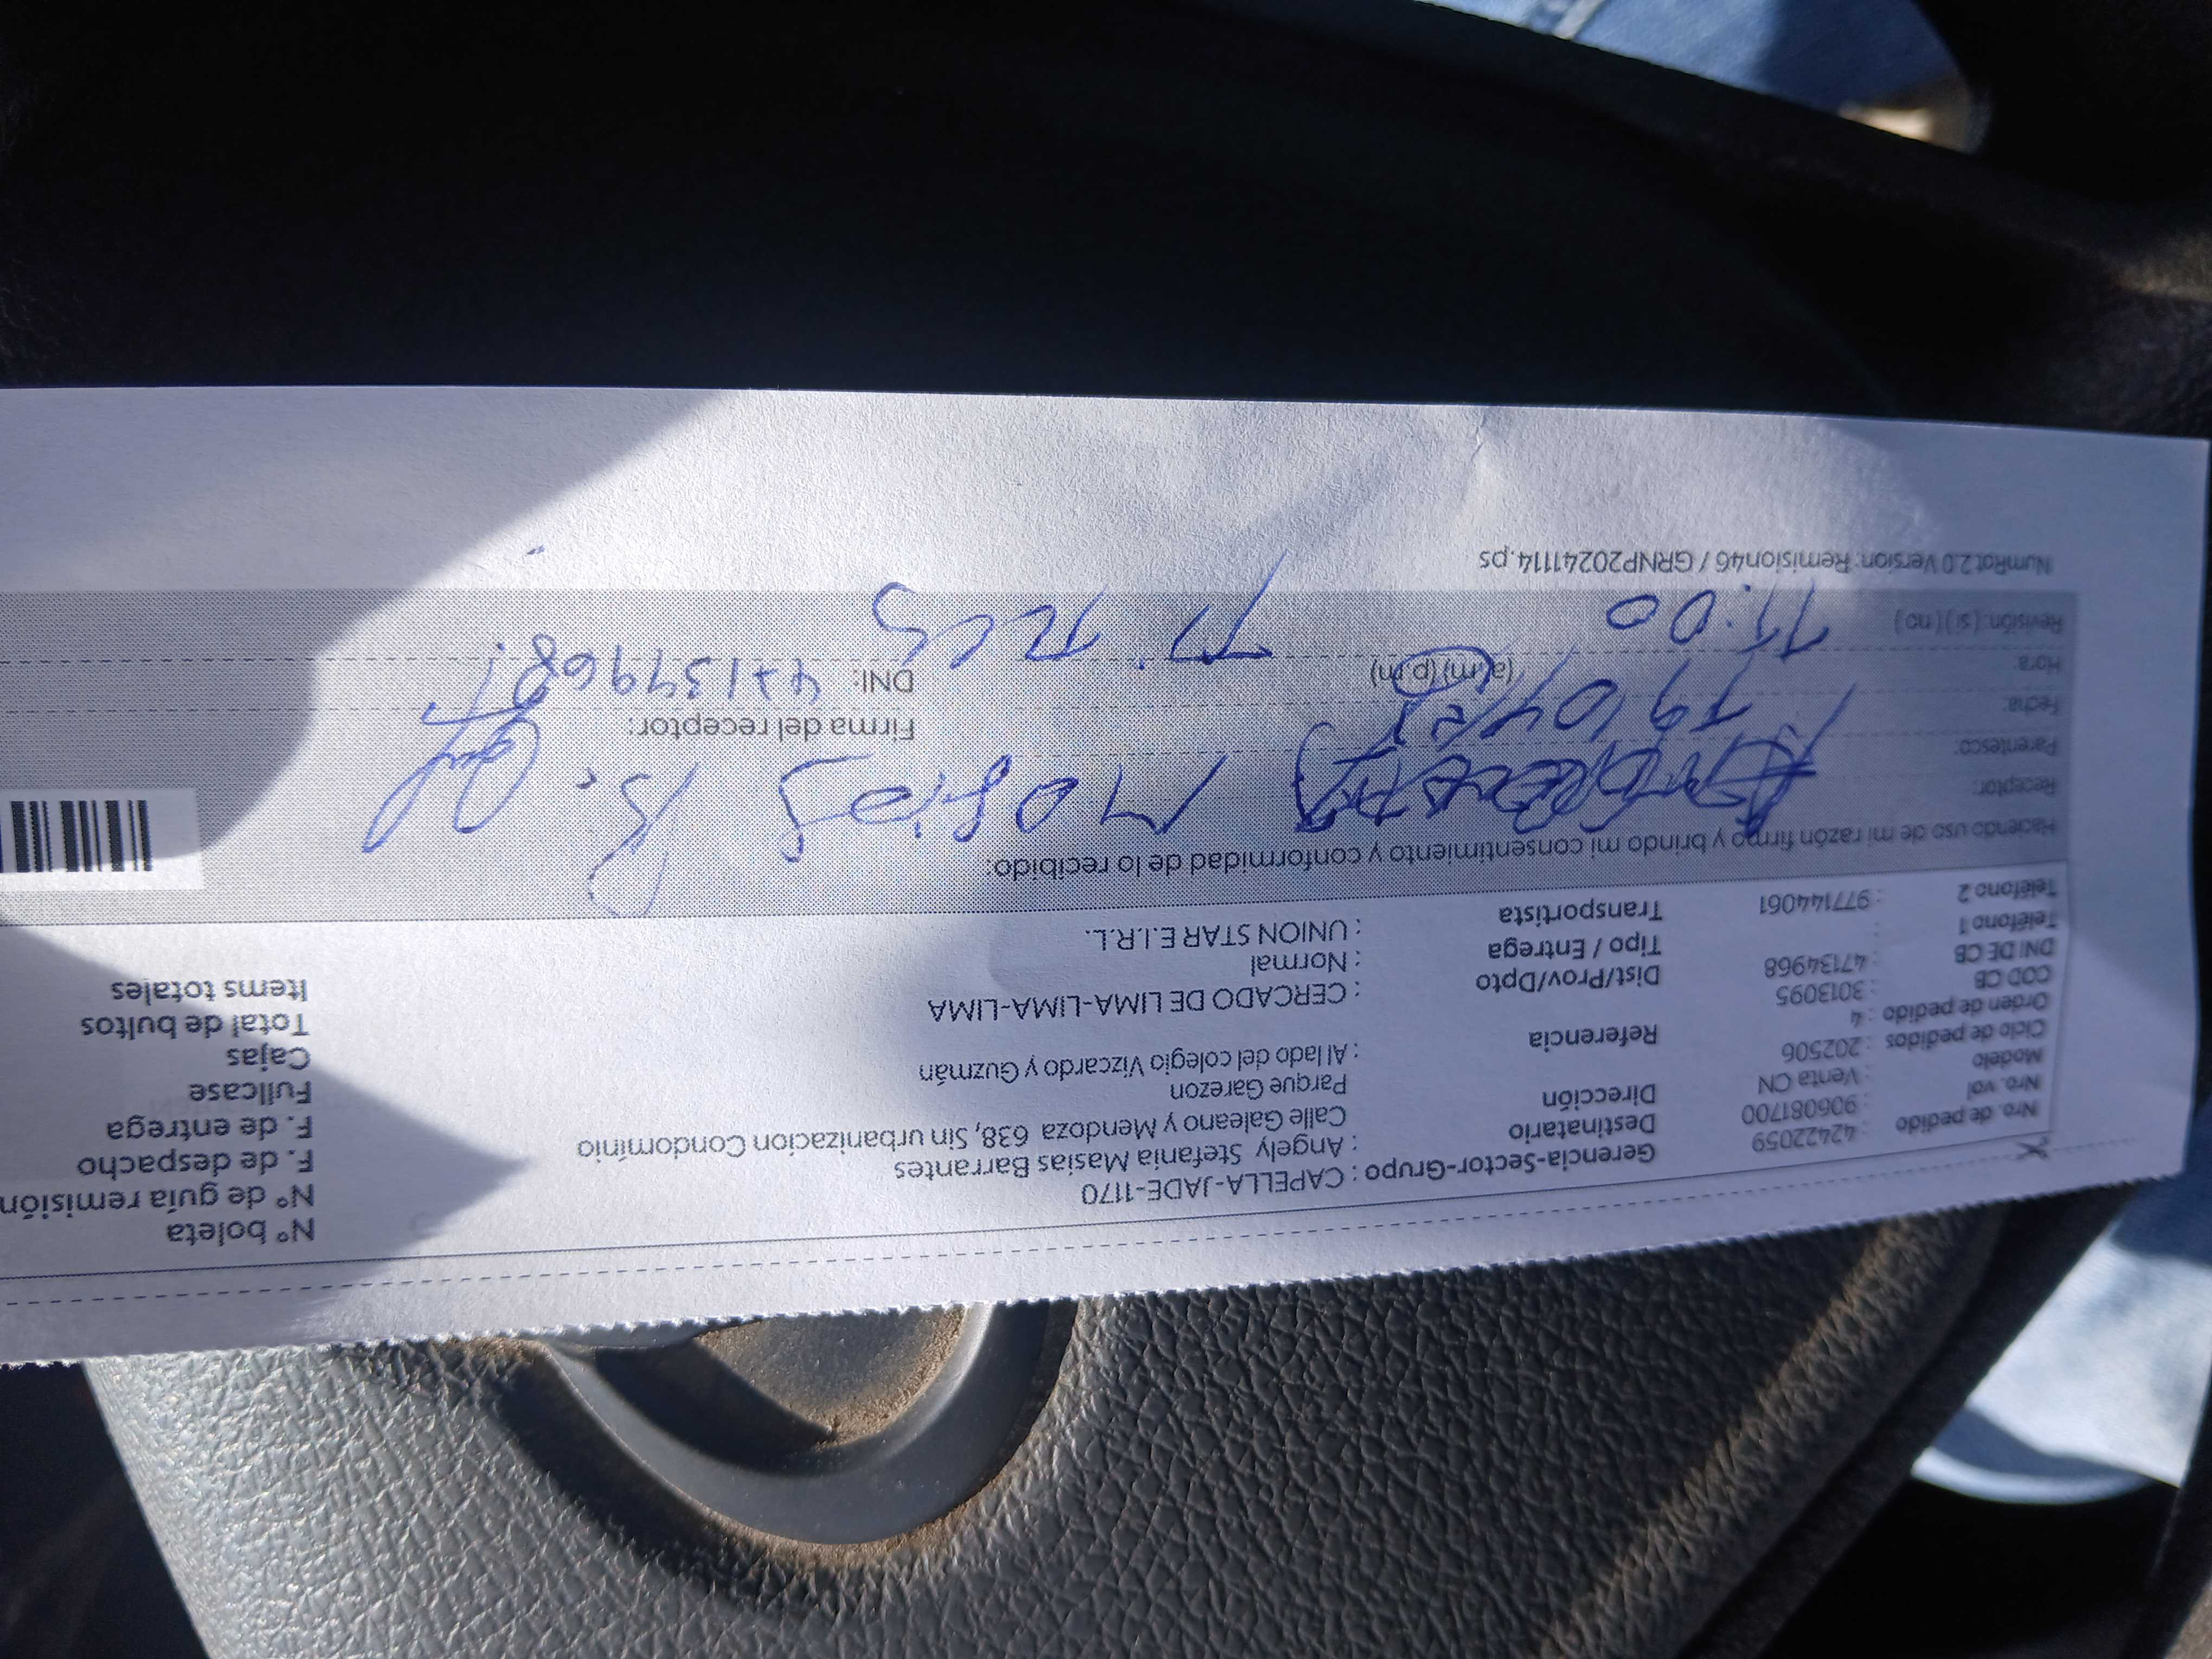 Nº boleta
Nº de guía remisión
F. de despacho
F. de entrega
Fullcase
Cajas
Total de bultos
Items totales
Gerencia-Sector-Grupo : CAPELLA-JADE-1170
Destinatario : Angely Stefania Masias Barrantes
Dirección Calle Galeano y Mendoza 638, Sin urbanizacion Condominio
Parque Garezon
Referencia : Al lado del colegio Vizcardo y Guzmán
Dist/Prov/Dpto : CERCADO DE LIMA-LIMA-LIMA
Tipo / Entrega : Normal
Transportista : UNION STAR E.I.R.L.
Nro. de pedido : 42422059
Nro. vol : 906081700
Modelo : Venta CN
Ciclo de pedidos : 202506
Orden de pedido : 4
COD CB : 3013095
DNI DE CB : 47134968
Teléfono 1 :
Teléfono 2 : 977144061
Haciendo uso de mi razón firmo y brindo mi consentimiento y conformidad de lo recibido:
Receptor:
Parentesco:
Fecha:
Hora: (a.m) (p.m)
Revisión: ( si ) ( no )
11:00
Firma del receptor:
DNI: 47134968
NumRot 2.0 Version: Remision46 / GRNP20241114.ps